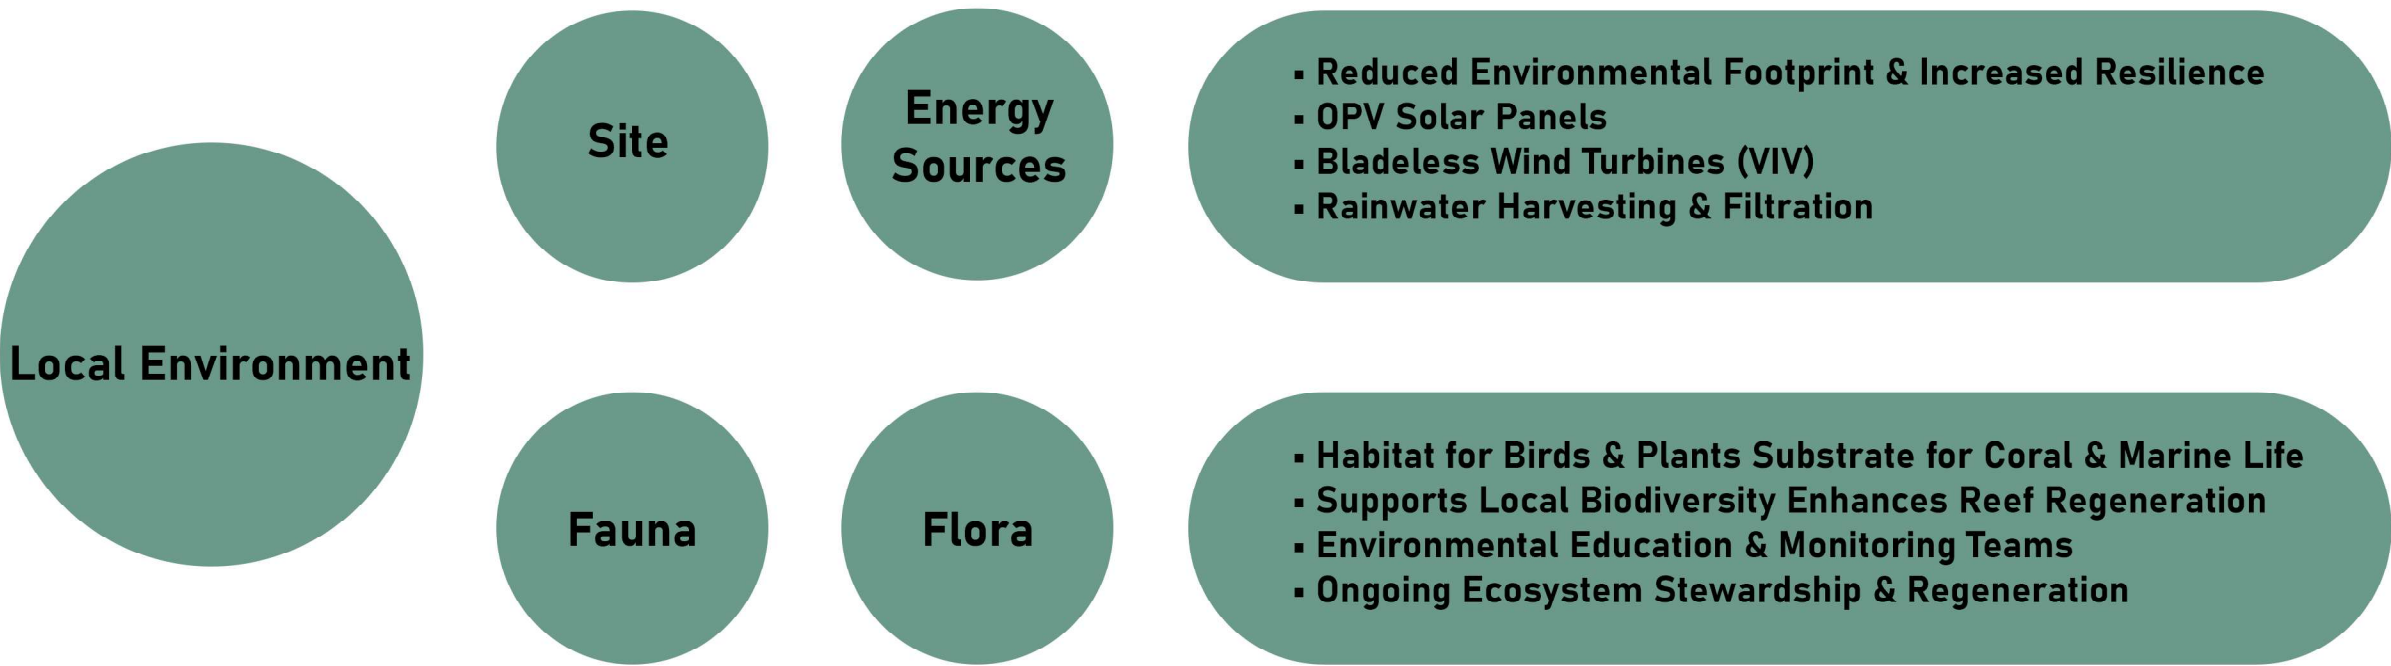 Local Environment
Site
Energy
Sources
▪ Reduced Environmental Footprint & Increased Resilience
▪ OPV Solar Panels
▪ Bladeless Wind Turbines (VIV)
▪ Rainwater Harvesting & Filtration
Fauna
Flora
▪ Habitat for Birds & Plants Substrate for Coral & Marine Life
▪ Supports Local Biodiversity Enhances Reef Regeneration
▪ Environmental Education & Monitoring Teams
▪ Ongoing Ecosystem Stewardship & Regeneration